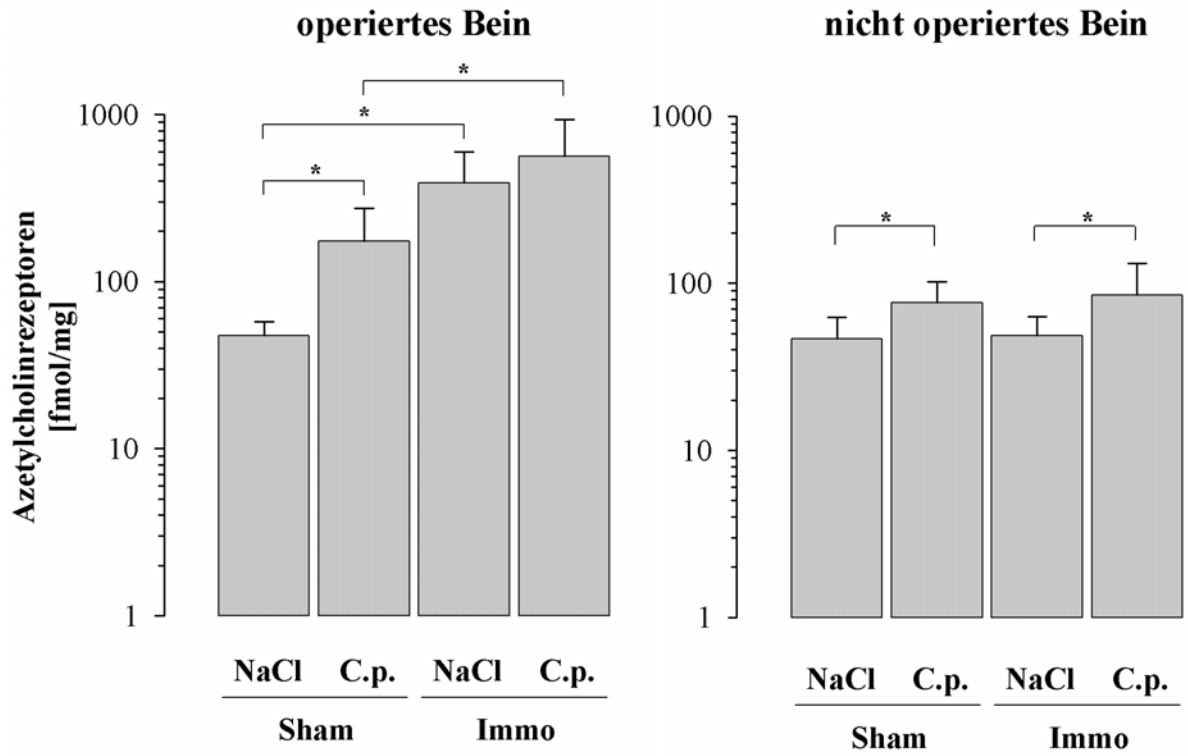 operiertes Bein
nicht operiertes Bein
Azetylcholinrezeptoren
[fmol/mg]
1000
100
10
1
*
*
*
NaCl C.p. NaCl C.p.
Sham Immo
1000
100
10
1
*
*
NaCl C.p. NaCl C.p.
Sham Immo